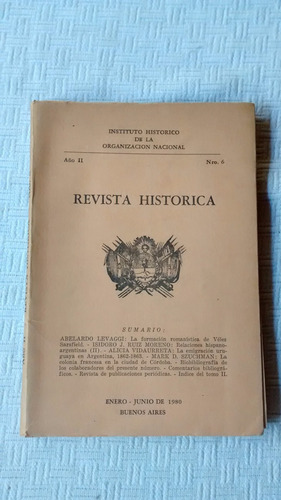 INSTITUTO HISTORICO
DE LA
ORGANIZACION NACIONAL
Año II Nro. 6
REVISTA HISTORICA
SUMARIO:
ABELARDO LEVAGGI: La formación romanística de Vélez
Sarsfield. - ISIDORO J. RUIZ MORENO: Relaciones hispano-
argentinas (II). - ALICIA VIDAURRETA: La emigración uru-
guaya en Argentina, 1862-1865. - MARK D. SZUCHMAN: La
colonia francesa en la ciudad de Córdoba. - Biobibliografía de
los colaboradores del presente número. - Comentarios bibliográ-
ficos. - Revista de publicaciones periódicas. - Indice del tomo II.
ENERO - JUNIO DE 1980
BUENOS AIRES